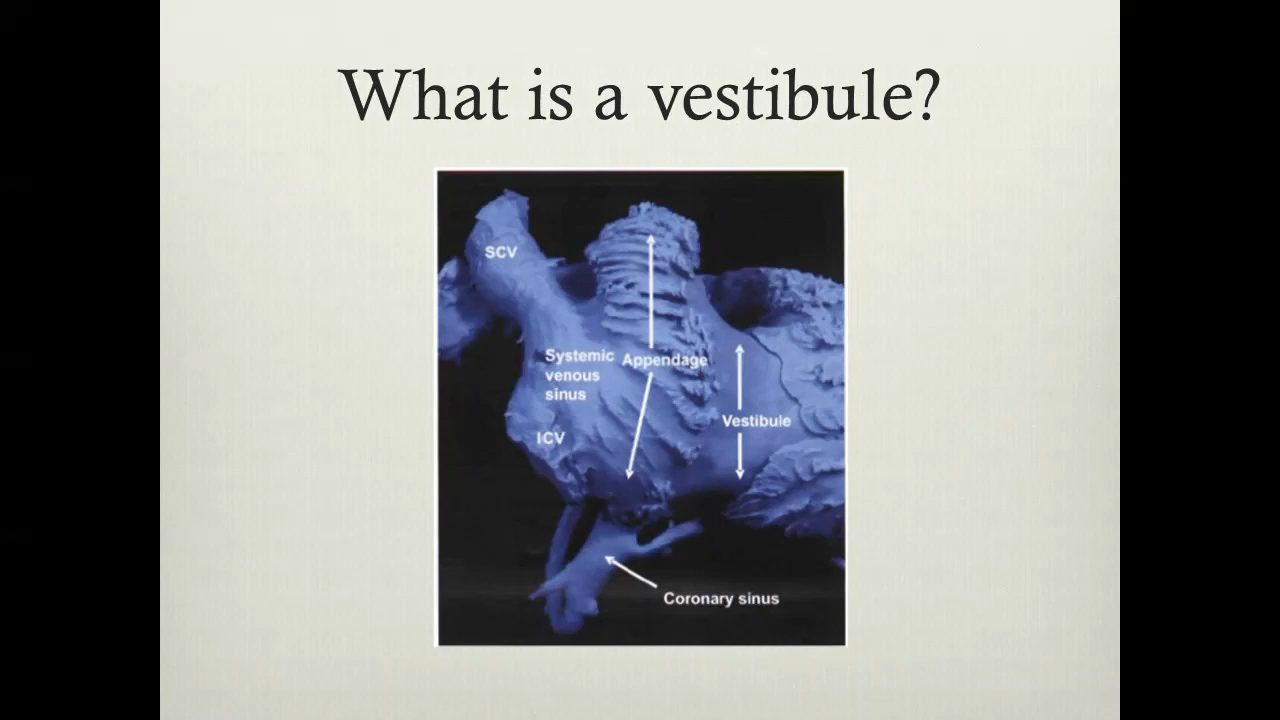 What is a vestibule?
SCV
Systemic
venous
sinus
Appendage
Vestibule
ICV
Coronary sinus